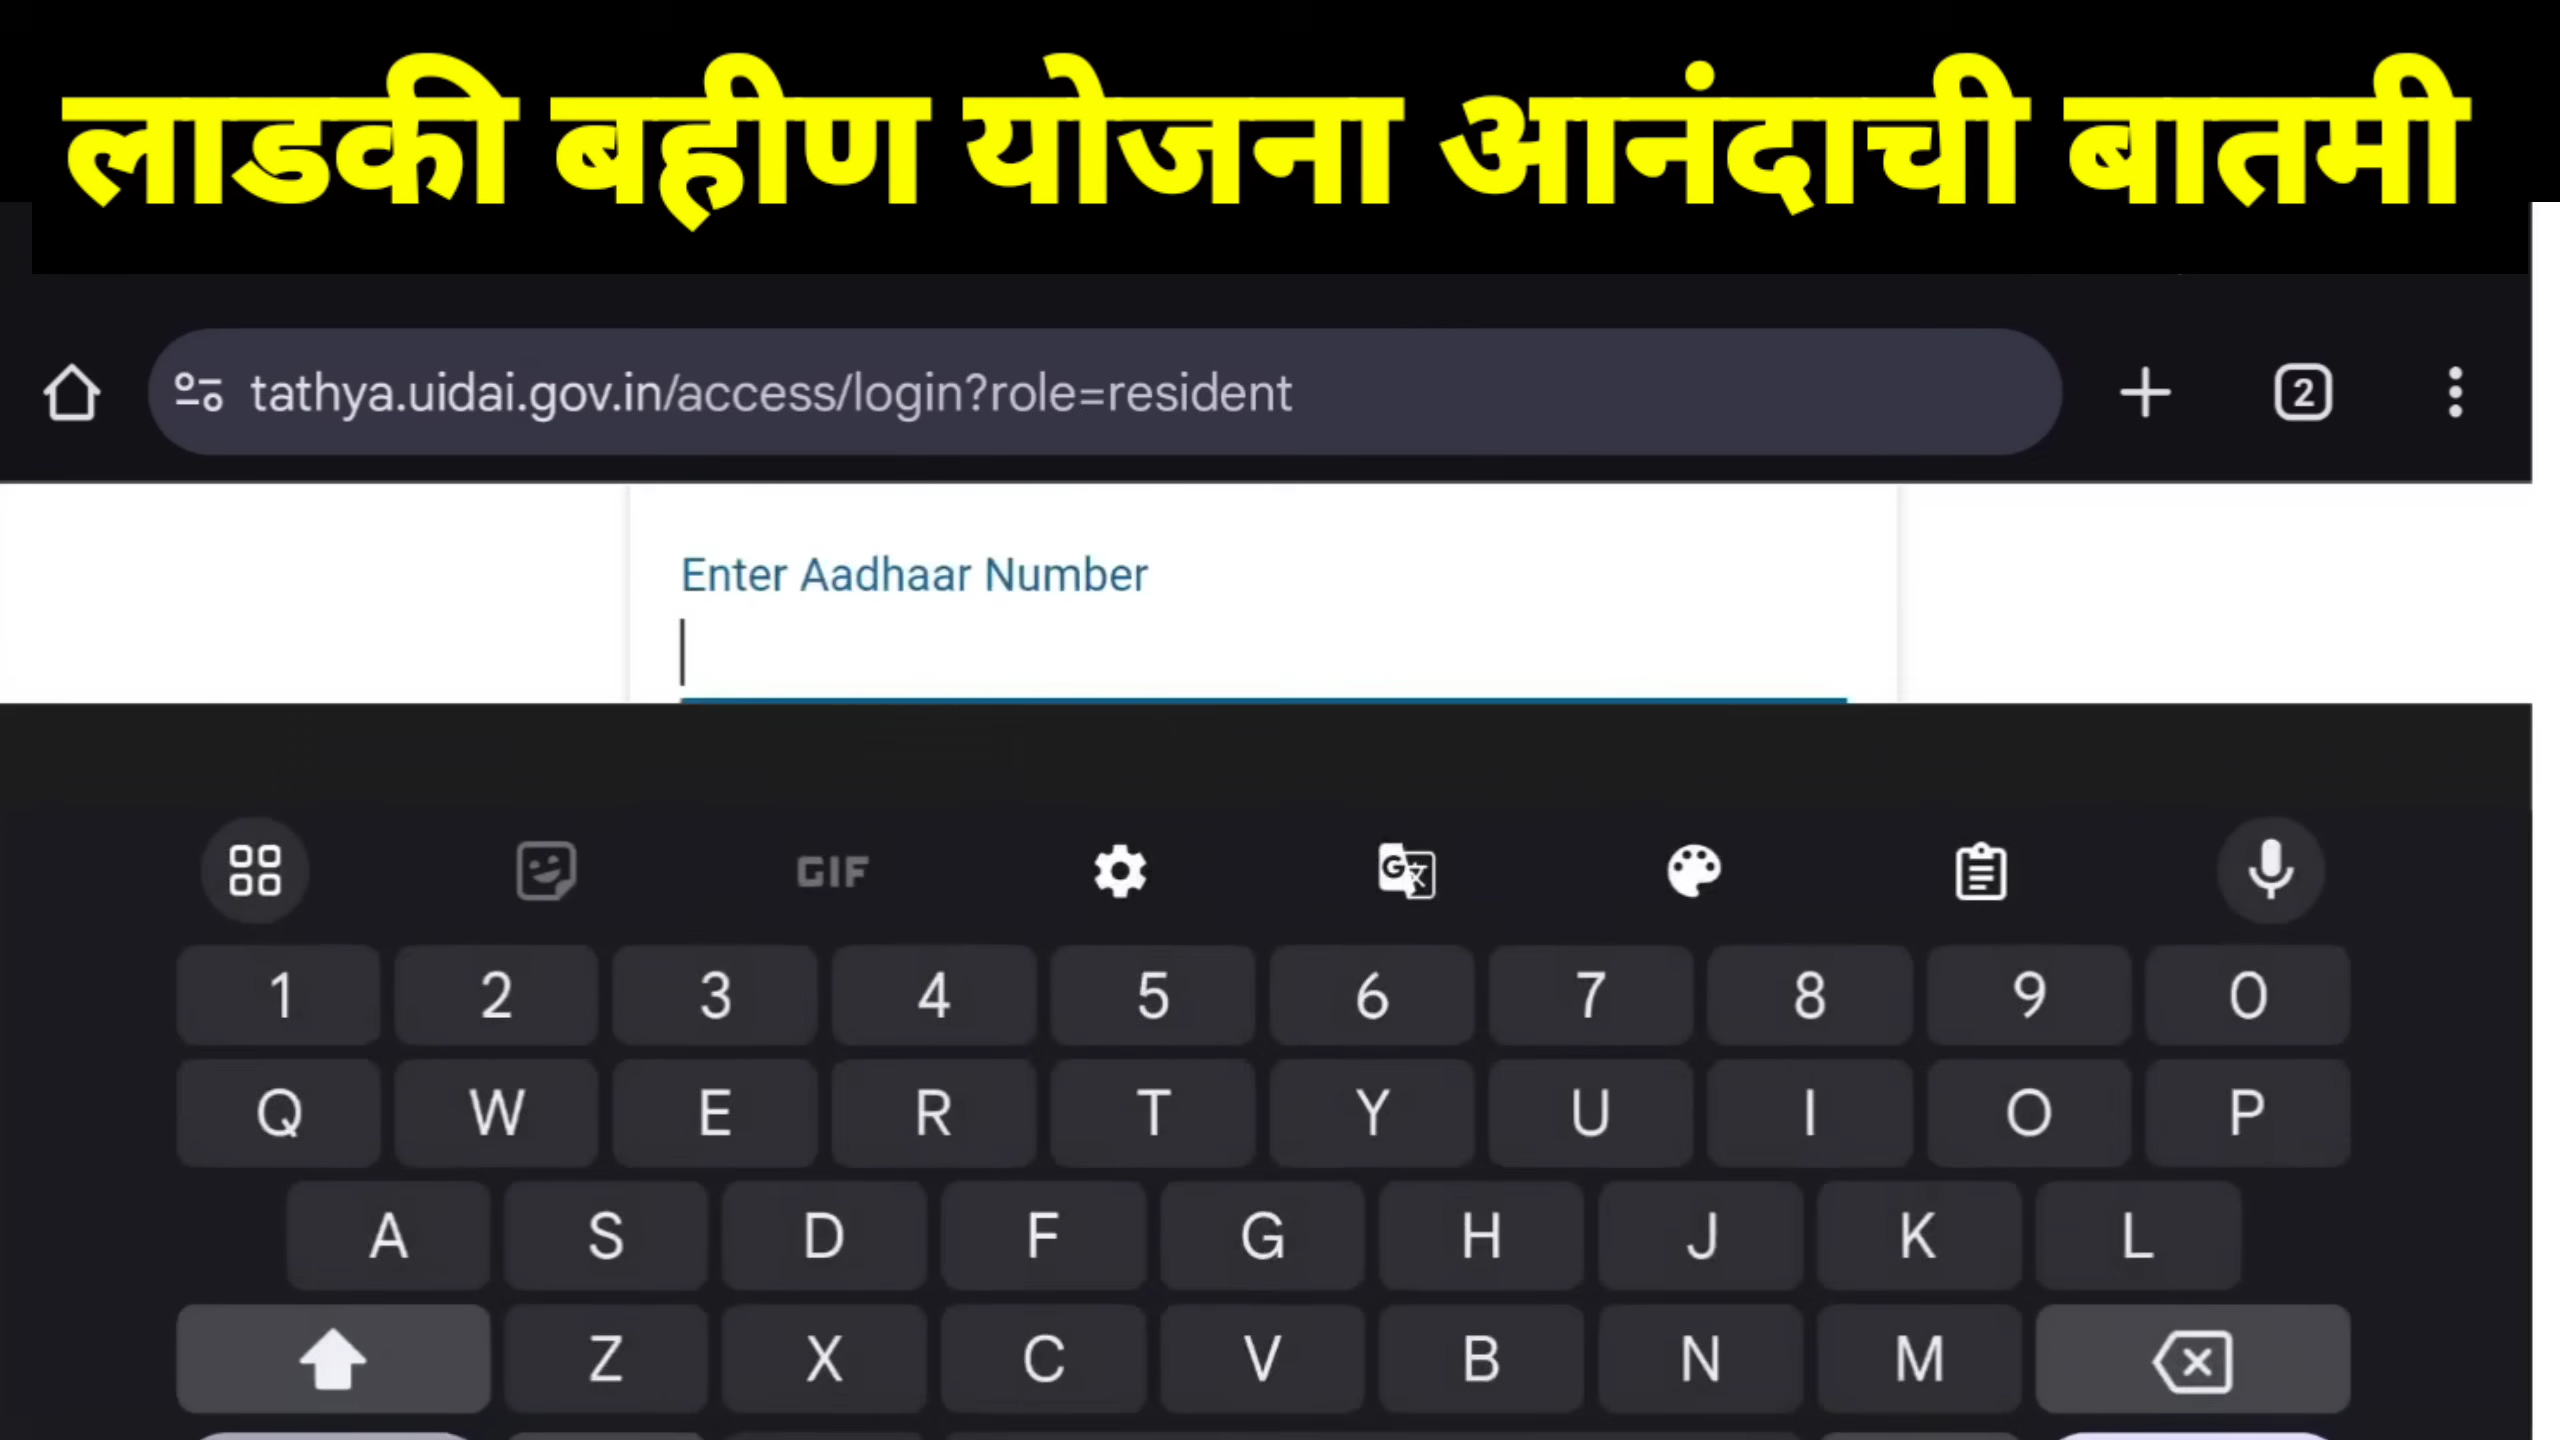 लाडकी बहीण योजना आनंदाची बातमी
tathya.uidai.gov.in/access/login?role=resident
2
Enter Aadhaar Number
GIF
G
1 2 3 4 5 6 7 8 9 0
Q W E R T Y U I O P
A S D F G H J K L
Z X C V B N M